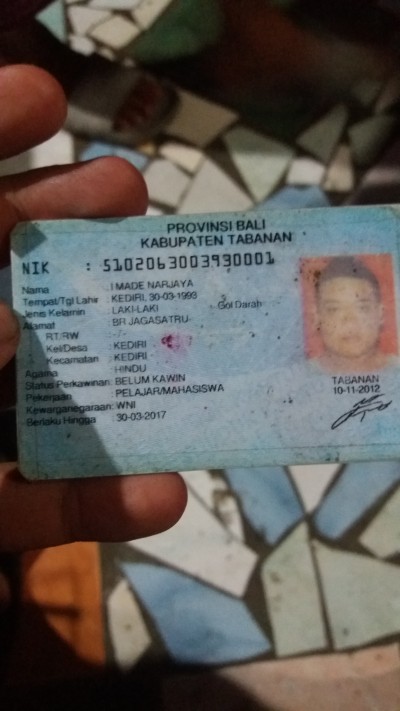 PROVINSI BALI
KABUPATEN TABANAN
NIK : 5102063003930001
Nama : I MADE NARJAYA
Tempat/Tgl Lahir : KEDIRI, 30-03-1993
Jenis Kelamin : LAKI-LAKI Gol Darah :
Alamat : BR JAGASATRU
RT/RW : -/-
Kel/Desa : KEDIRI
Kecamatan : KEDIRI
Agama : HINDU
Status Perkawinan: BELUM KAWIN
Pekerjaan : PELAJAR/MAHASISWA
Kewarganegaraan: WNI
Berlaku Hingga : 30-03-2017
TABANAN
10-11-2012